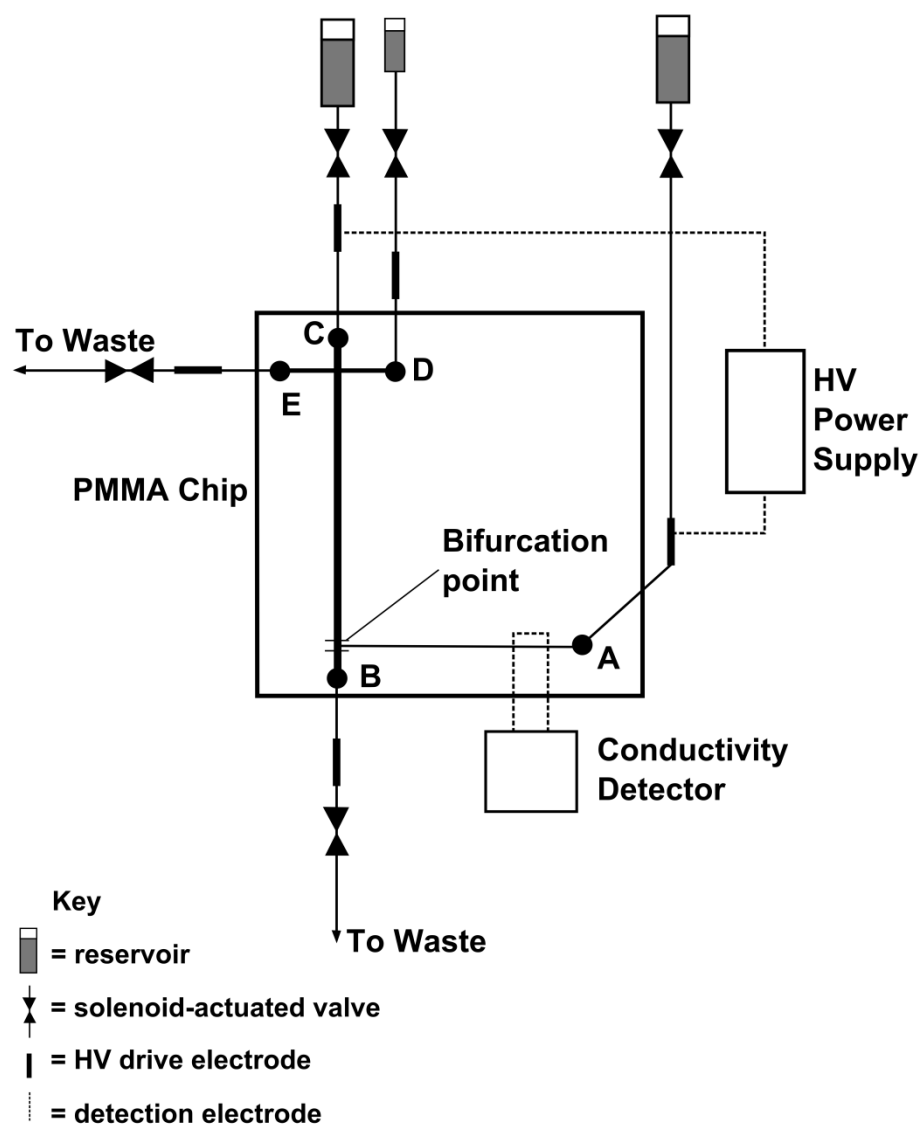 C
To Waste
D
E
HV
Power
Supply
PMMA Chip
Bifurcation
point
A
B
Conductivity
Detector
Key
To Waste
= reservoir
= solenoid-actuated valve
= HV drive electrode
= detection electrode